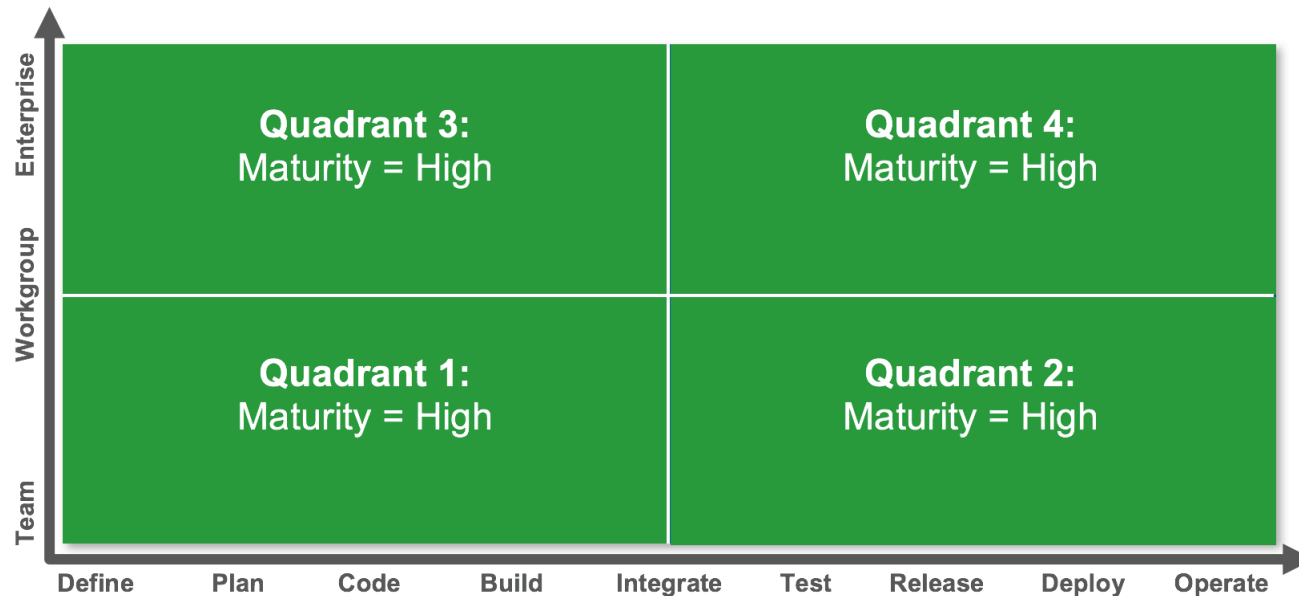 Enterprise
Workgroup
Team
Quadrant 3:
Maturity = High
Quadrant 4:
Maturity = High
Quadrant 1:
Maturity = High
Quadrant 2:
Maturity = High
Define Plan Code Build Integrate Test Release Deploy Operate